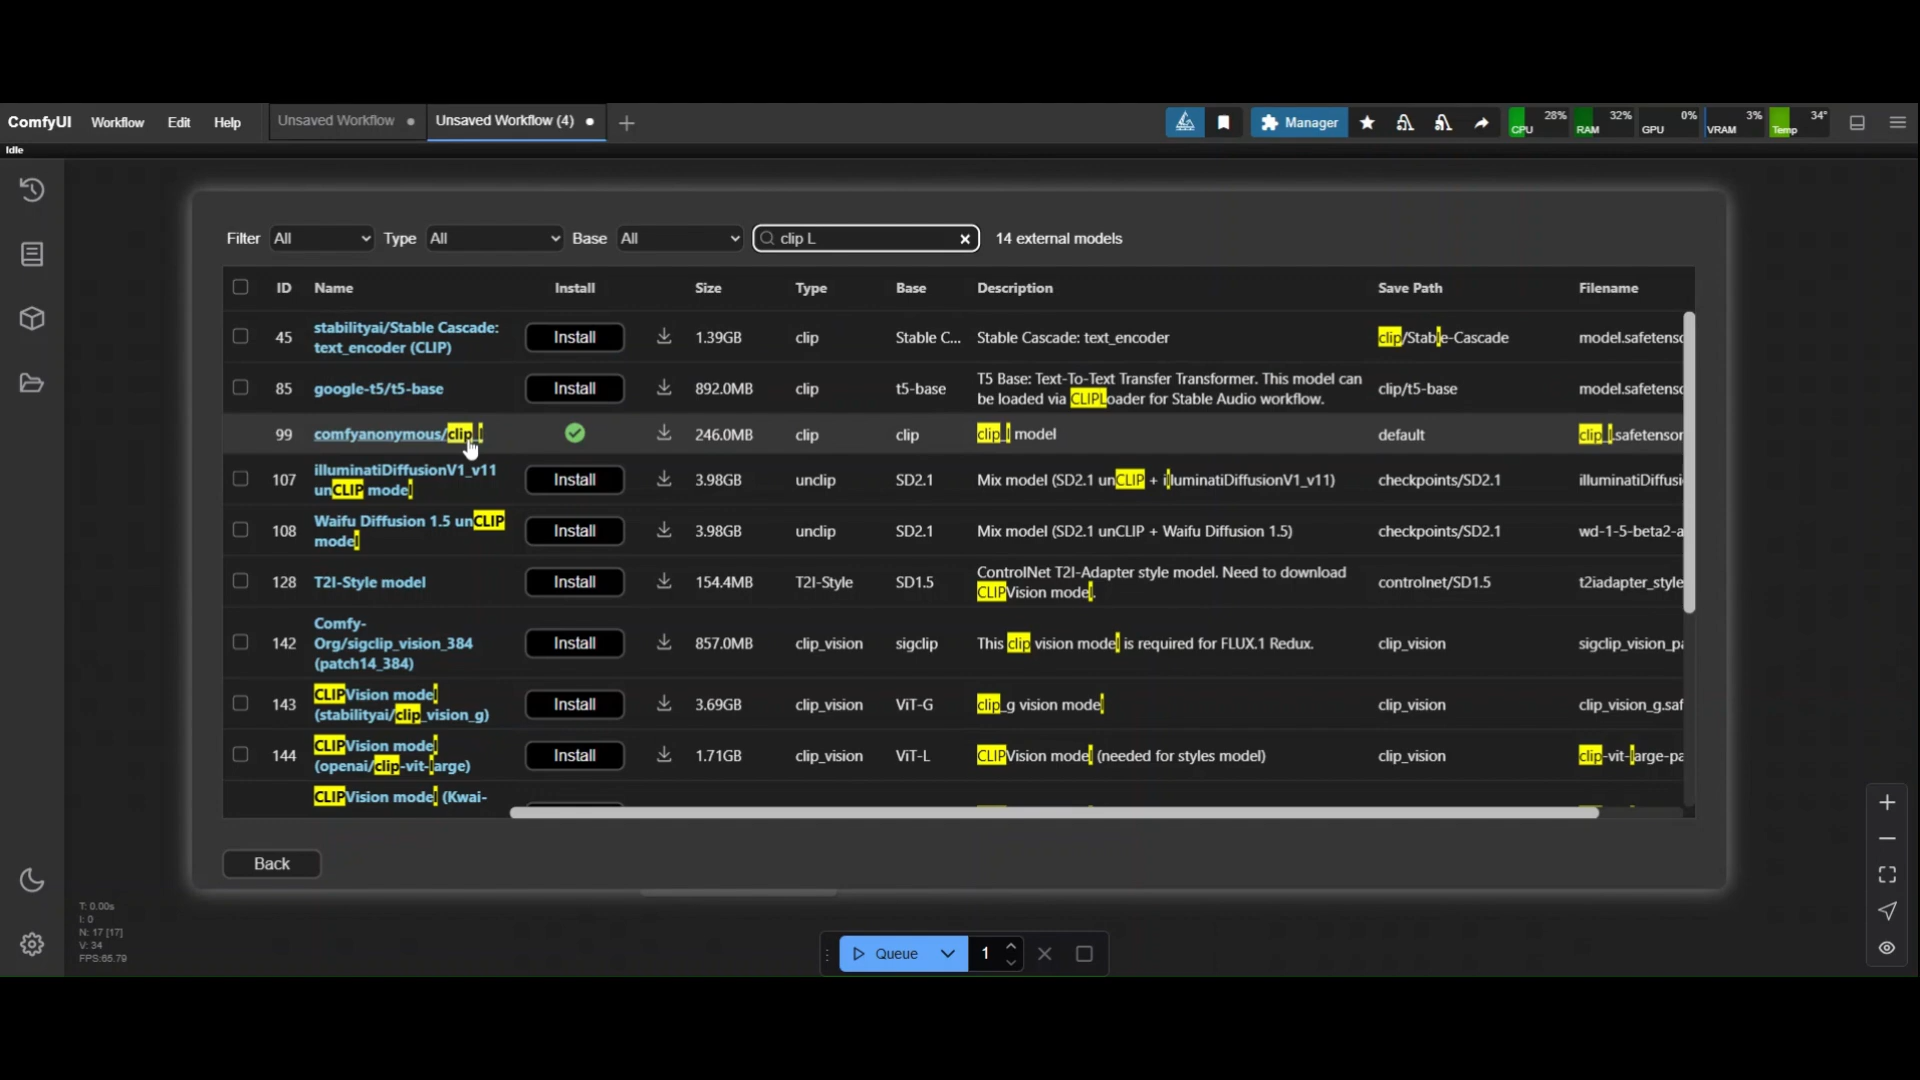 ComfyUI Workflow Edit Help Unsaved Workflow Unsaved Workflow (4) Manager CPU 28% RAM 32% GPU 0% VRAM 3% Temp 34°
Idle
Filter All Type All Base All clip L 14 external models
ID Name Install Size Type Base Description Save Path Filename
45 stabilityai/Stable Cascade: text_encoder (CLIP) Install 1.39GB clip Stable C... Stable Cascade: text_encoder clip/Stable-Cascade model.safetensc
85 google-t5/t5-base Install 892.0MB clip t5-base T5 Base: Text-To-Text Transfer Transformer. This model can be loaded via CLIPLoader for Stable Audio workflow. clip/t5-base model.safetensc
99 comfyanonymous/clip_l 246.0MB clip clip clip_l model default clip_l.safetensor
107 illuminatiDiffusionV1_v11 unCLIP model Install 3.98GB unclip SD2.1 Mix model (SD2.1 unCLIP + illuminatiDiffusionV1_v11) checkpoints/SD2.1 illuminatiDiffusi
108 Waifu Diffusion 1.5 unCLIP model Install 3.98GB unclip SD2.1 Mix model (SD2.1 unCLIP + Waifu Diffusion 1.5) checkpoints/SD2.1 wd-1-5-beta2-a
128 T2I-Style model Install 154.4MB T2I-Style SD1.5 ControlNet T2I-Adapter style model. Need to download CLIPVision model. controlnet/SD1.5 t2iadapter_style
142 Comfy-Org/sigclip_vision_384 (patch14_384) Install 857.0MB clip_vision sigclip This clip vision model is required for FLUX.1 Redux. clip_vision sigclip_vision_pa
143 CLIPVision model (stabilityai/clip_vision_g) Install 3.69GB clip_vision ViT-G clip_g vision model clip_vision clip_vision_g.saf
144 CLIPVision model (openai/clip-vit-large) Install 1.71GB clip_vision ViT-L CLIPVision model (needed for styles model) clip_vision clip-vit-large-pa
CLIPVision model (Kwai-
Back
T: 0.00s
I: 0
N: 17 [17]
V: 34
FPS:65.79
Queue 1